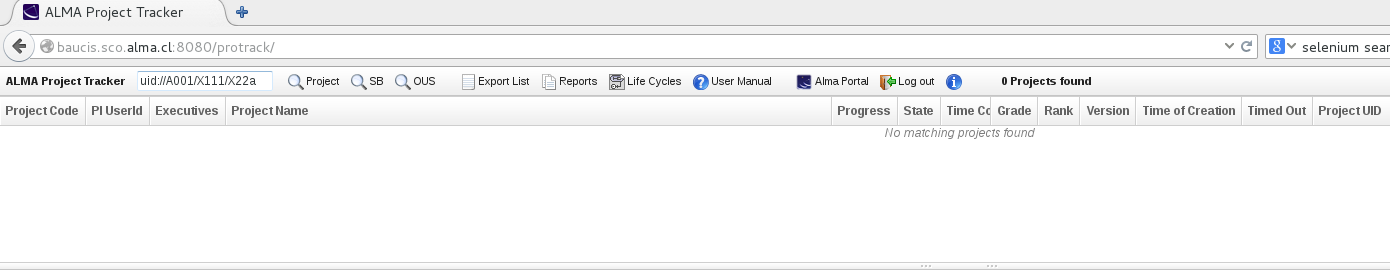 ALMA Project Tracker
baucis.sco.alma.cl:8080/protrack/
selenium sear
ALMA Project Tracker uid://A001/X111/X22a Project SB OUS Export List Reports Life Cycles User Manual Alma Portal Log out 0 Projects found
Project Code PI UserId Executives Project Name Progress State Time Co Grade Rank Version Time of Creation Timed Out Project UID
No matching projects found